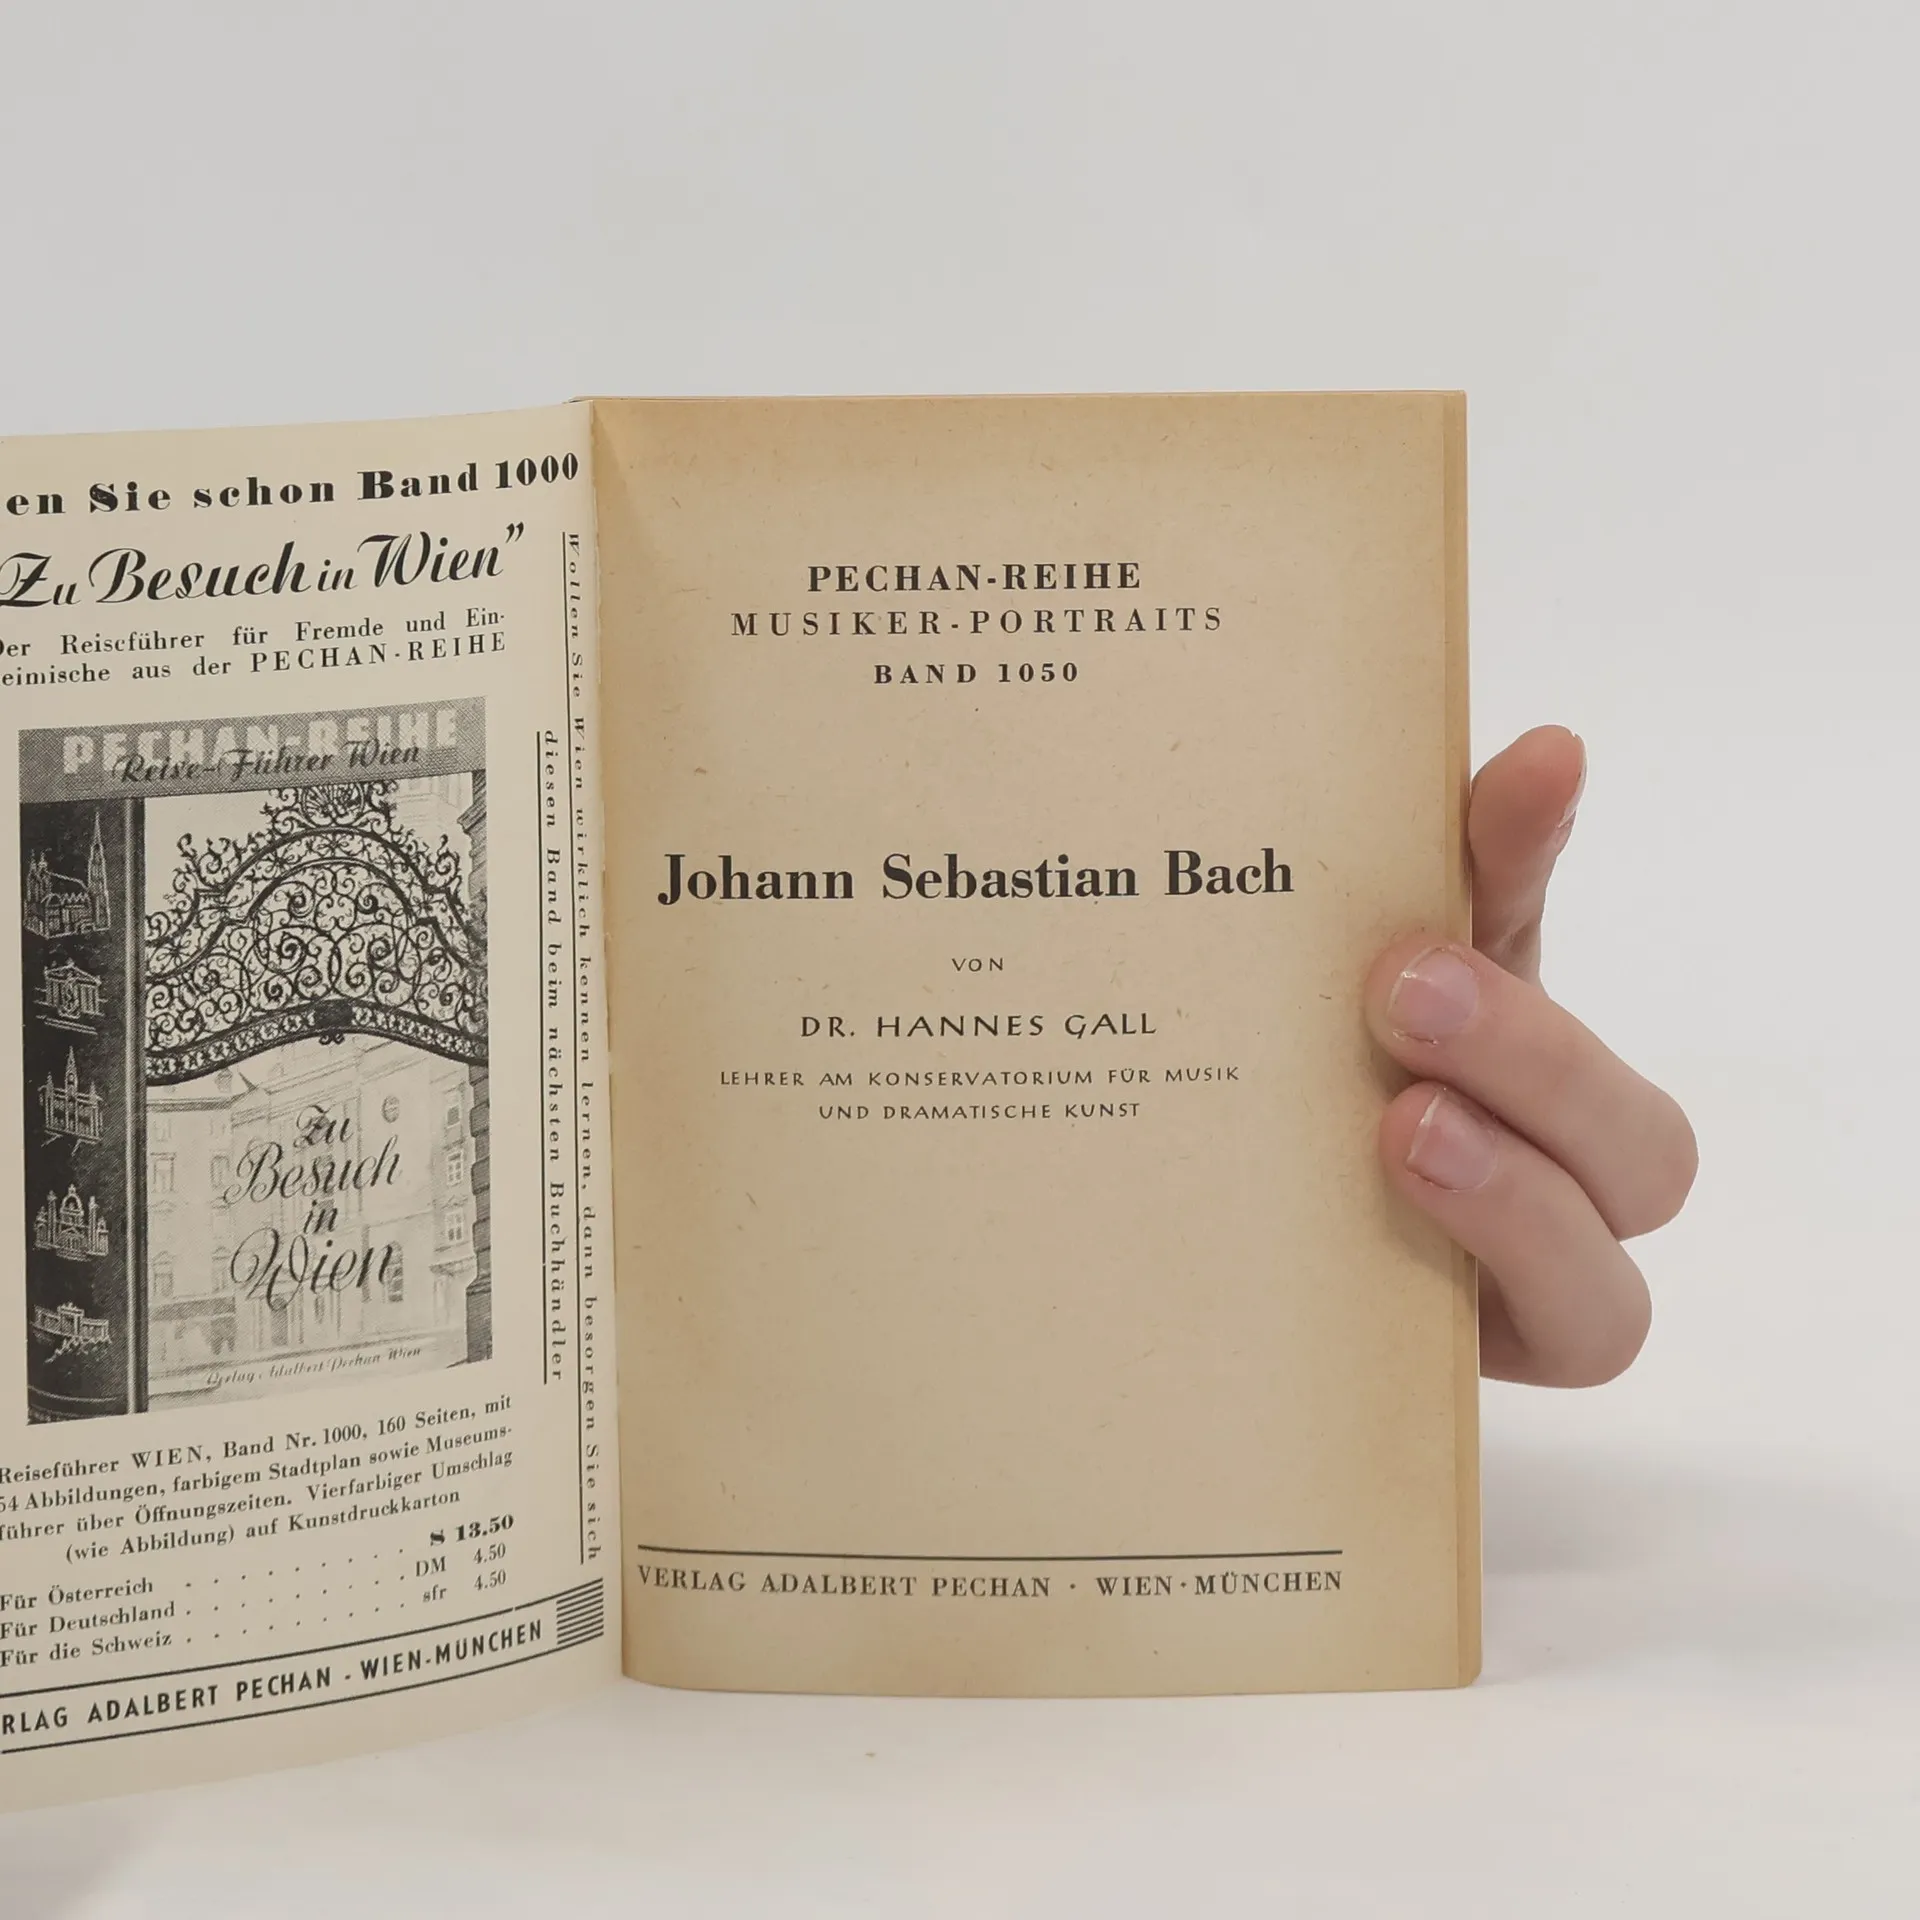 en Sie schon Band 1000
Zu Besuch in Wien”
Der Reiseführer für Fremde und Ein-
eimische aus der PECHAN-REIHE
PECHAN-REIHE
Reise-Führer Wien
Zu
Besuch
in
Wien
Verlag Adalbert Pechan Wien
Wollen Sie Wien wirklich kennen lernen, dann besorgen Sie sich
diesen Band beim nächsten Buchhändler
Reiseführer WIEN, Band Nr. 1000, 160 Seiten, mit
54 Abbildungen, farbigem Stadtplan sowie Museums-
führer über Öffnungszeiten. Vierfarbiger Umschlag
(wie Abbildung) auf Kunstdruckkarton
Für Österreich . . . . . . . . S 13.50
Für Deutschland . . . . . . . . DM 4.50
Für die Schweiz . . . . . . . . sfr 4.50
RLAG ADALBERT PECHAN - WIEN-MÜNCHEN
PECHAN-REIHE
MUSIKER-PORTRAITS
BAND 1050
Johann Sebastian Bach
VON
DR. HANNES GALL
LEHRER AM KONSERVATORIUM FÜR MUSIK
UND DRAMATISCHE KUNST
VERLAG ADALBERT PECHAN · WIEN·MÜNCHEN